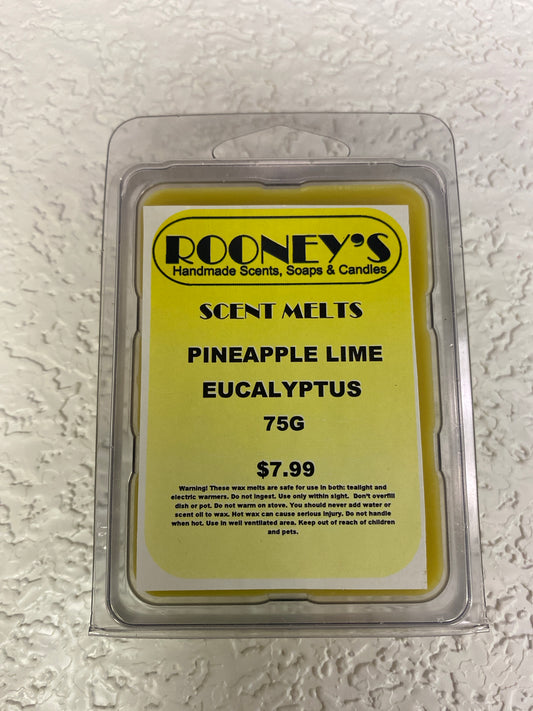 ROONEY'S
Handmade Scents, Soaps & Candles
SCENT MELTS
PINEAPPLE LIME
EUCALYPTUS
75G
$7.99
Warning! These wax melts are safe for use in both: tealight and
electric warmers. Do not ingest. Use only within sight. Don't overfill
dish or pot. Do not warm on stove. You should never add water or
scent oil to wax. Hot wax can cause serious injury. Do not handle
when hot. Use in well ventilated area. Keep out of reach of children
and pets.